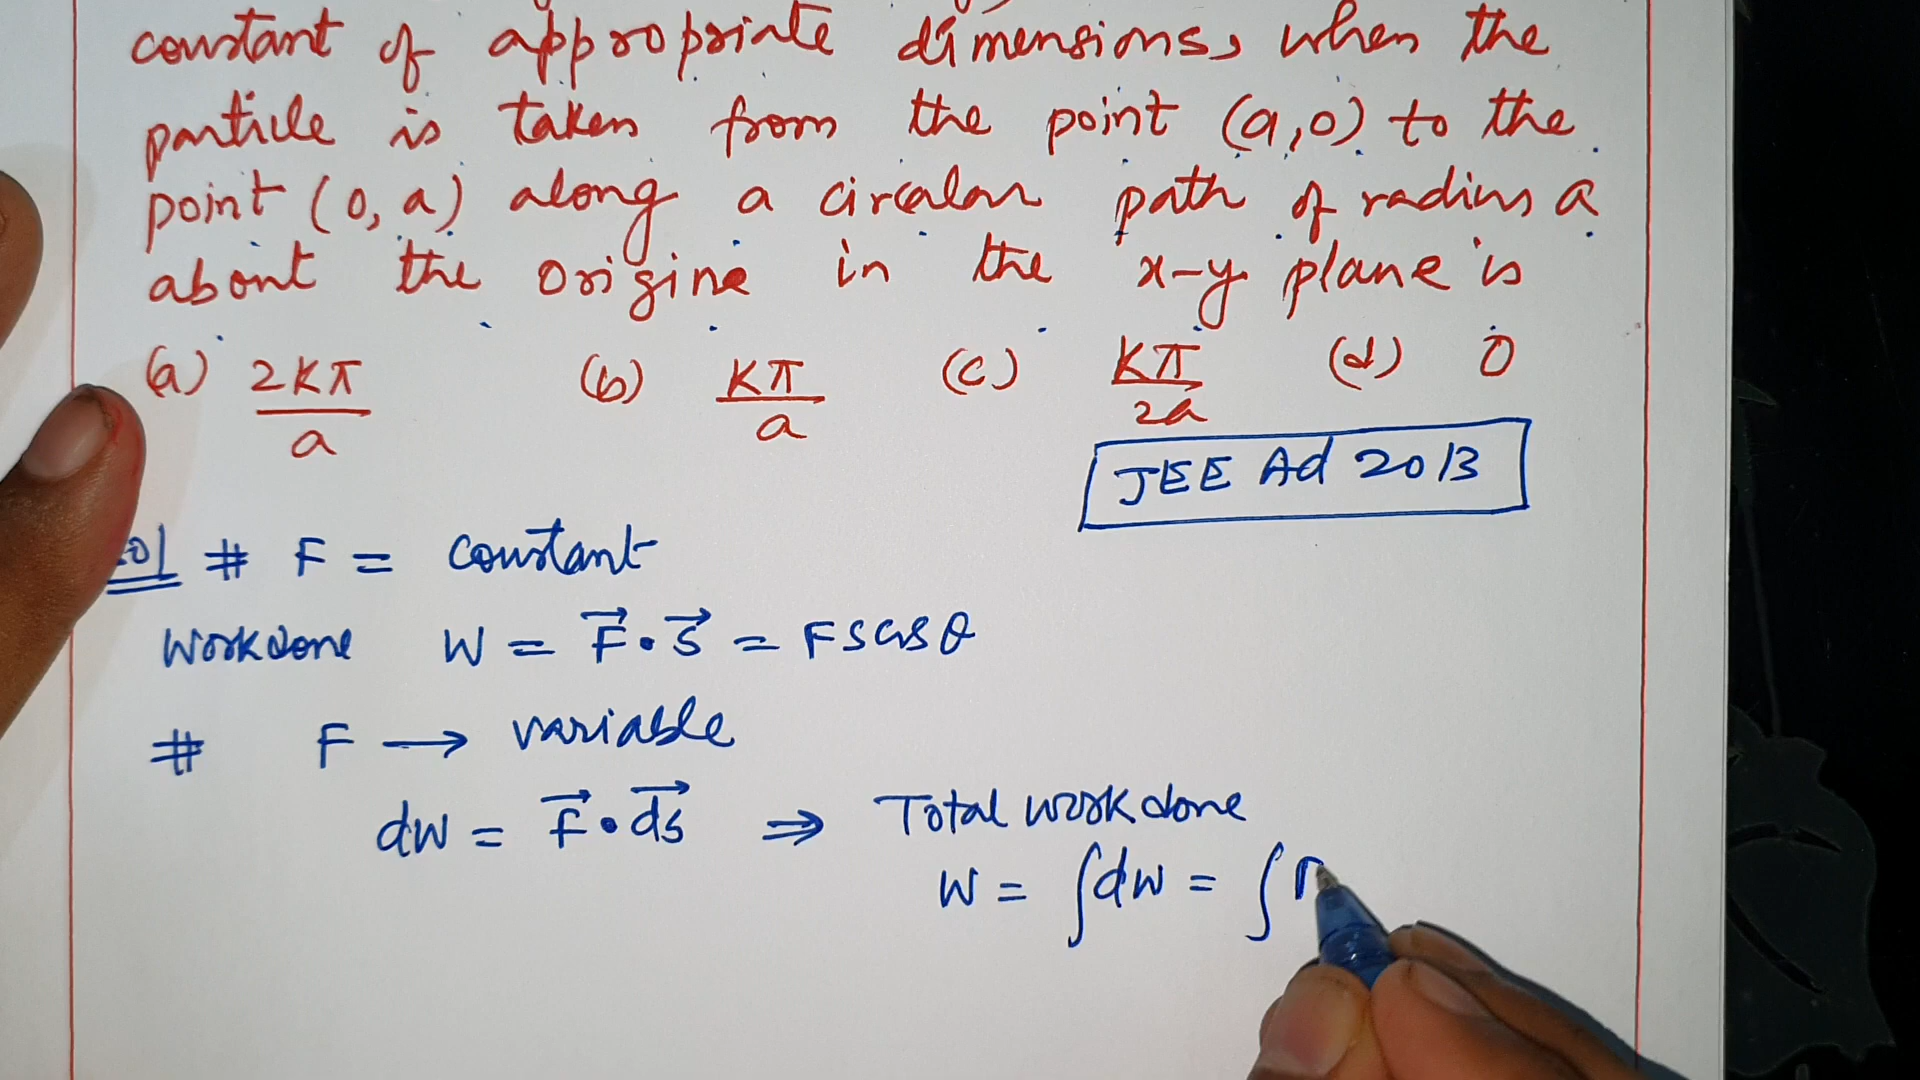 constant of appropriate dimensions, when the
particle is taken from the point (a,0) to the
point (0,a) along a circular path of radius a
about the origine in the x-y plane is
(a) 2Kπ/a (b) Kπ/a (c) Kπ/2a (d) 0
JEE Ad 2013
Sol # F = constant
Workdone W = F⃗·S⃗ = FScosθ
# F → variable
dW = F⃗·ds⃗ ⇒ Total work done
W = ∫dW = ∫